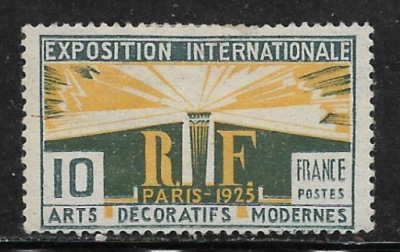 EXPOSITION INTERNATIONALE
R.F.
10
FRANCE
POSTES
PARIS-1925
ARTS DÉCORATIFS MODERNES